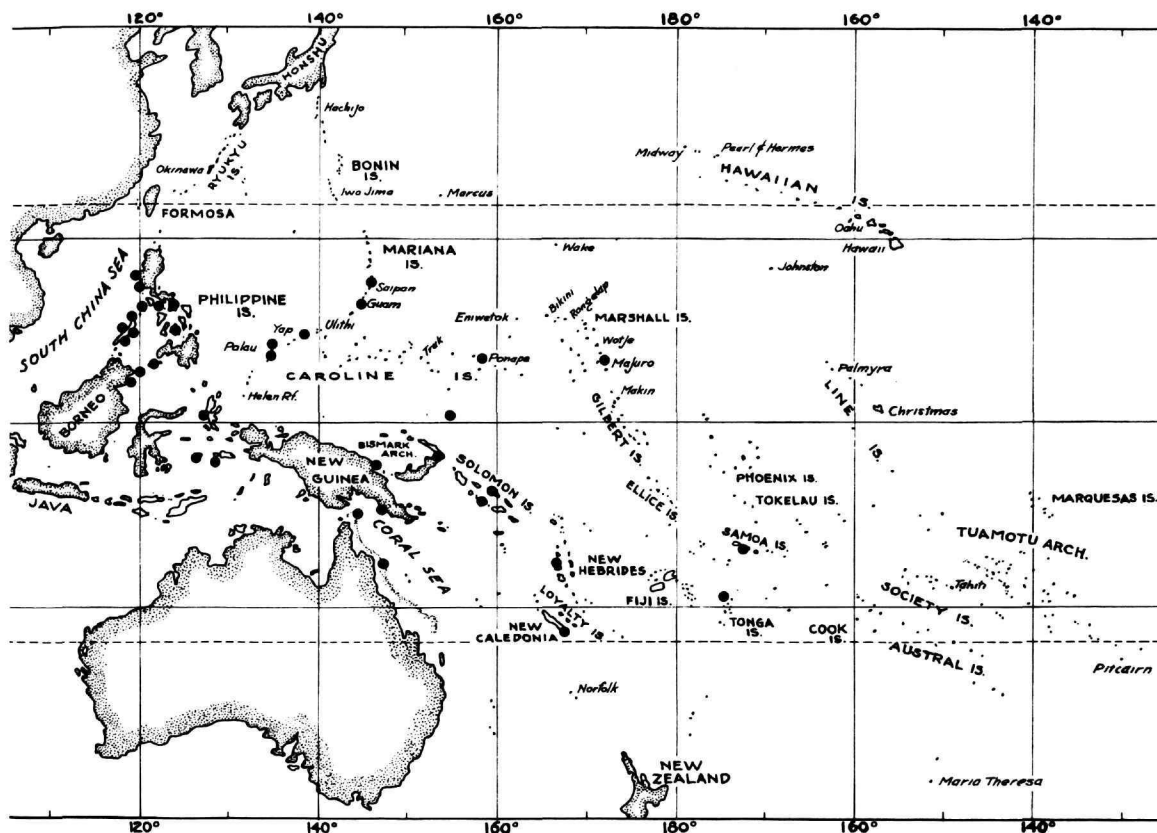 120° 140° 160° 180° 160° 140°
HONSHU
Hachijo
Okinawa
RYUKYU
IS.
BONIN
IS.
Iwo Jima
Marcus
FORMOSA
Midway
Pearl & Hermes
HAWAIIAN
IS.
Oahu
Hawaii
SOUTH CHINA SEA
MARIANA
IS.
Saipan
Guam
Wake
Johnston
PHILIPPINE
IS.
Yap
Ulithi
Palau
Eniwetok
Bikini
Rongelap
MARSHALL IS.
Wotje
Majuro
Truk
Ponape
CAROLINE IS.
Helen Rf.
Makin
Palmyra
LINE
IS.
Christmas
BORNEO
GILBERT IS.
BISMARK
ARCH.
NEW
GUINEA
SOLOMON IS.
JAVA
ELLICE IS.
PHOENIX IS.
TOKELAU IS.
MARQUESAS IS.
CORAL SEA
SAMOA IS.
TUAMOTU ARCH.
NEW
HEBRIDES
FIJI IS.
Tahiti
SOCIETY
IS.
LOYALTY IS.
NEW
CALEDONIA
TONGA
IS.
COOK
IS.
AUSTRAL IS.
Pitcairn
Norfolk
NEW
ZEALAND
Maria Theresa
120° 140° 160° 180° 160° 140°